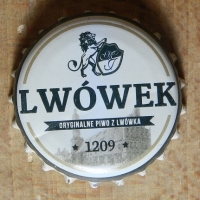 LWÓWEK
ORYGINALNE PIWO Z LWÓWKA
★ 1209 ★